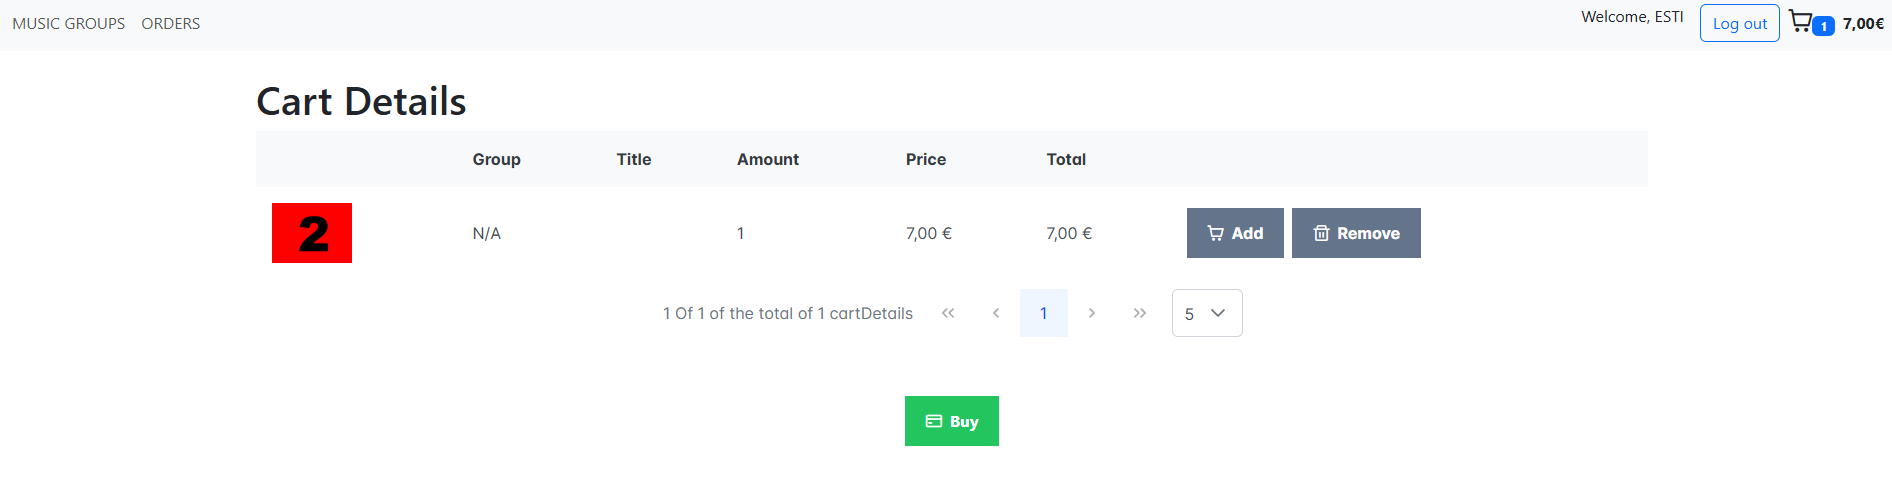 MUSIC GROUPS ORDERS Welcome, ESTI Log out 1 7,00€
Cart Details
Group Title Amount Price Total
2 N/A 1 7,00 € 7,00 € Add Remove
1 Of 1 of the total of 1 cartDetails « ‹ 1 › » 5
Buy